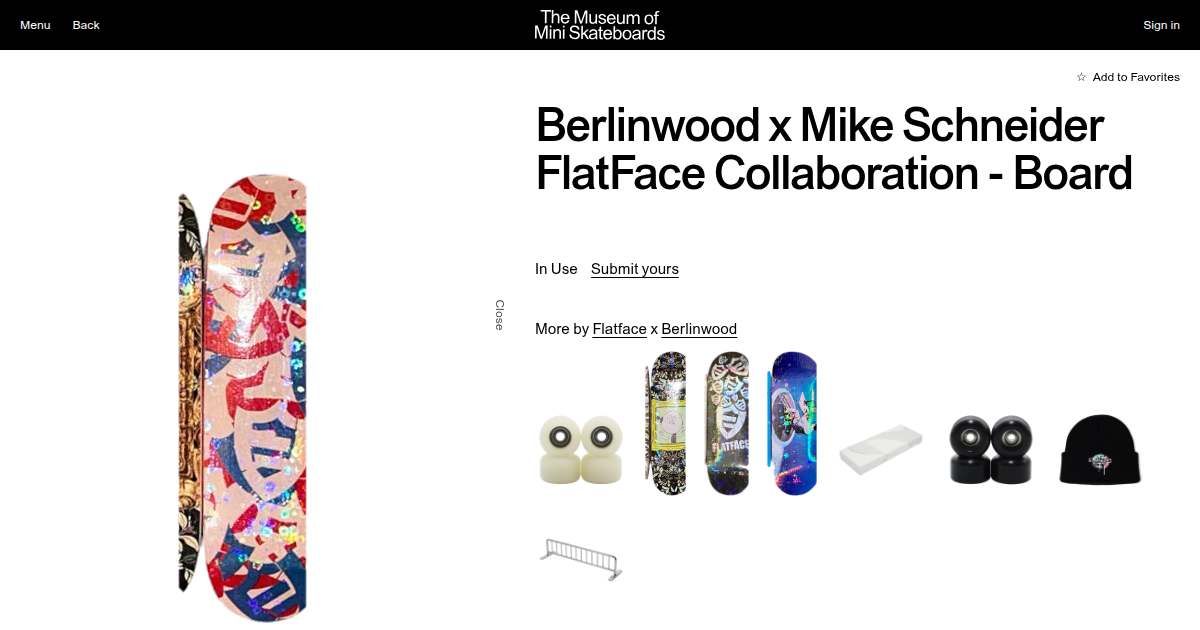 Menu
Back
The Museum of
Mini Skateboards
Sign in
☆ Add to Favorites
Berlinwood x Mike Schneider
FlatFace Collaboration - Board
In Use Submit yours
Close
More by Flatface x Berlinwood
FLATFACE